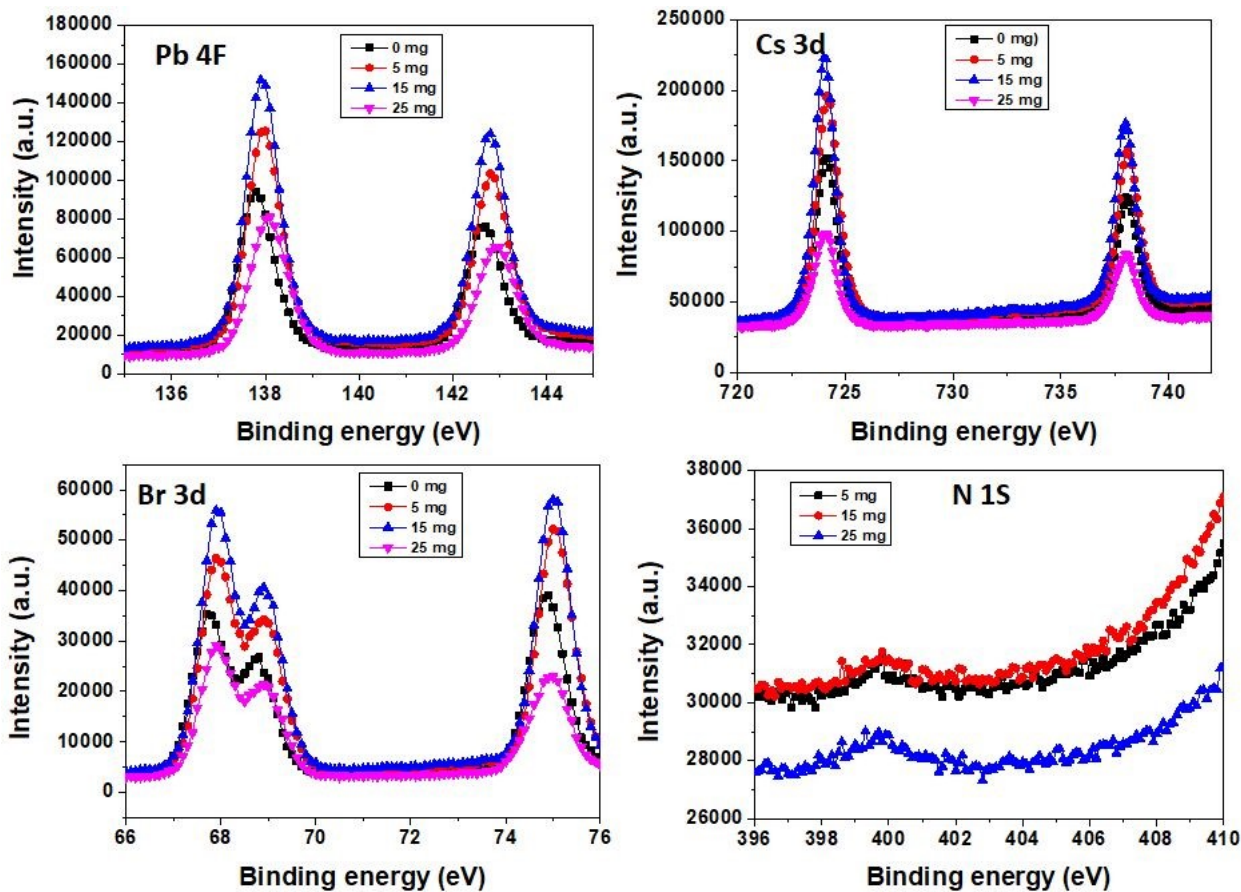 180000
160000
140000
120000
100000
80000
60000
40000
20000
0
Intensity (a.u.)
Pb 4F
0 mg
5 mg
15 mg
25 mg
136 138 140 142 144
Binding energy (eV)
250000
200000
150000
100000
50000
0
Intensity (a.u.)
Cs 3d
0 mg)
5 mg
15 mg
25 mg
720 725 730 735 740
Binding energy (eV)
60000
50000
40000
30000
20000
10000
0
Intensity (a.u.)
Br 3d
0 mg
5 mg
15 mg
25 mg
66 68 70 72 74 76
Binding energy (eV)
38000
36000
34000
32000
30000
28000
26000
Intensity (a.u.)
N 1S
5 mg
15 mg
25 mg
396 398 400 402 404 406 408 410
Binding energy (eV)